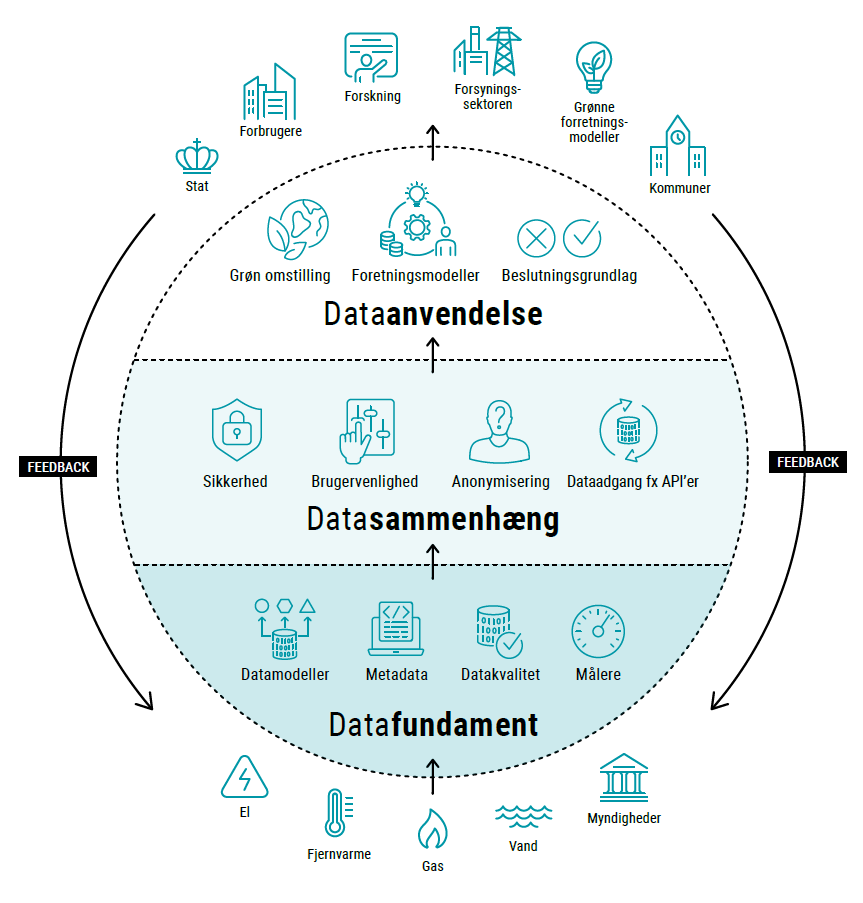 Forskning
Forsynings-
sektoren
Grønne
forretnings-
modeller
Forbrugere
Stat
Kommuner
Grøn omstilling
Foretningsmodeller
Beslutningsgrundlag
Dataanvendelse
Sikkerhed
Brugervenlighed
Anonymisering
Dataadgang fx API'er
FEEDBACK
FEEDBACK
Datasammenhæng
Datamodeller
Metadata
Datakvalitet
Målere
Datafundament
El
Fjernvarme
Gas
Vand
Myndigheder